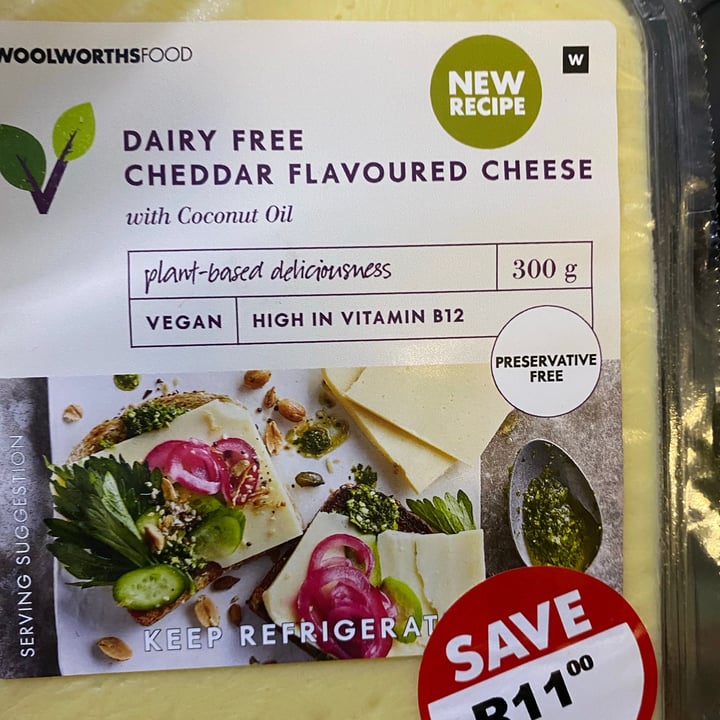 WOOLWORTHSFOOD
W
NEW
RECIPE
DAIRY FREE
CHEDDAR FLAVOURED CHEESE
with Coconut Oil
plant-based deliciousness
300 g
VEGAN
HIGH IN VITAMIN B12
PRESERVATIVE
FREE
SERVING SUGGESTION
KEEP REFRIGERAT
SAVE
R1100